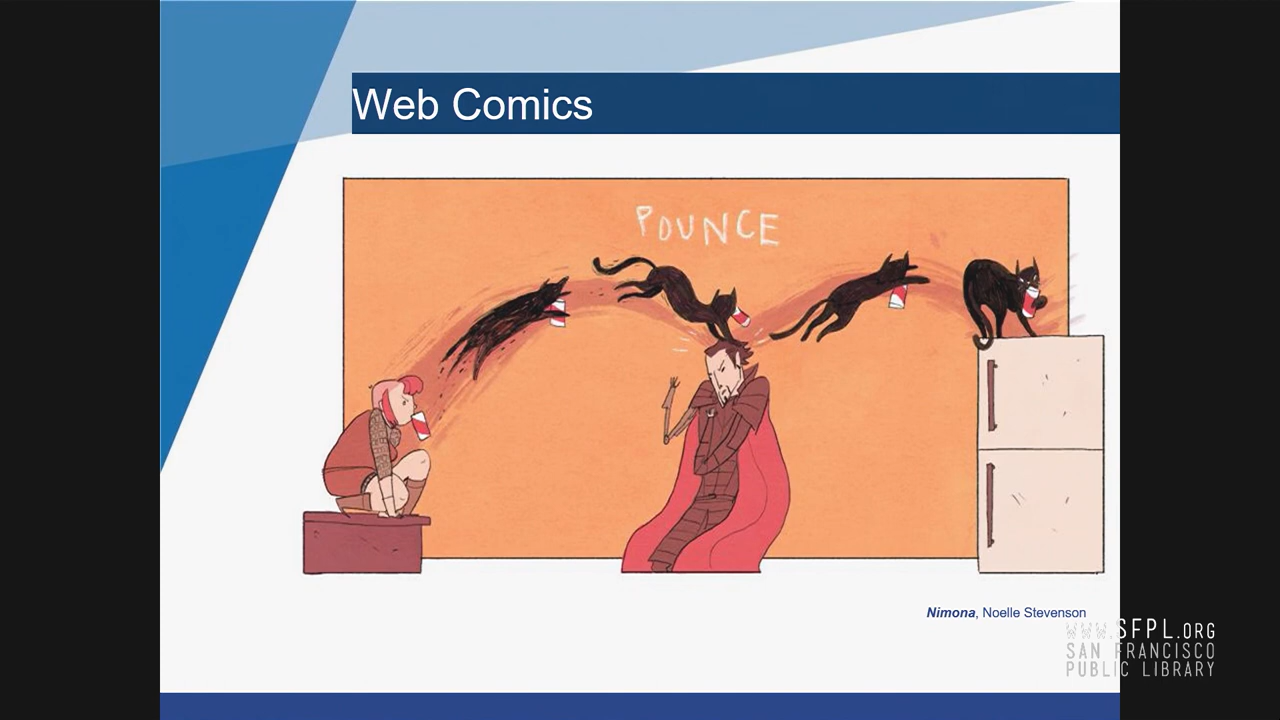 Web Comics
POUNCE
Nimona, Noelle Stevenson
WWW.SFPL.ORG
SAN FRANCISCO
PUBLIC LIBRARY